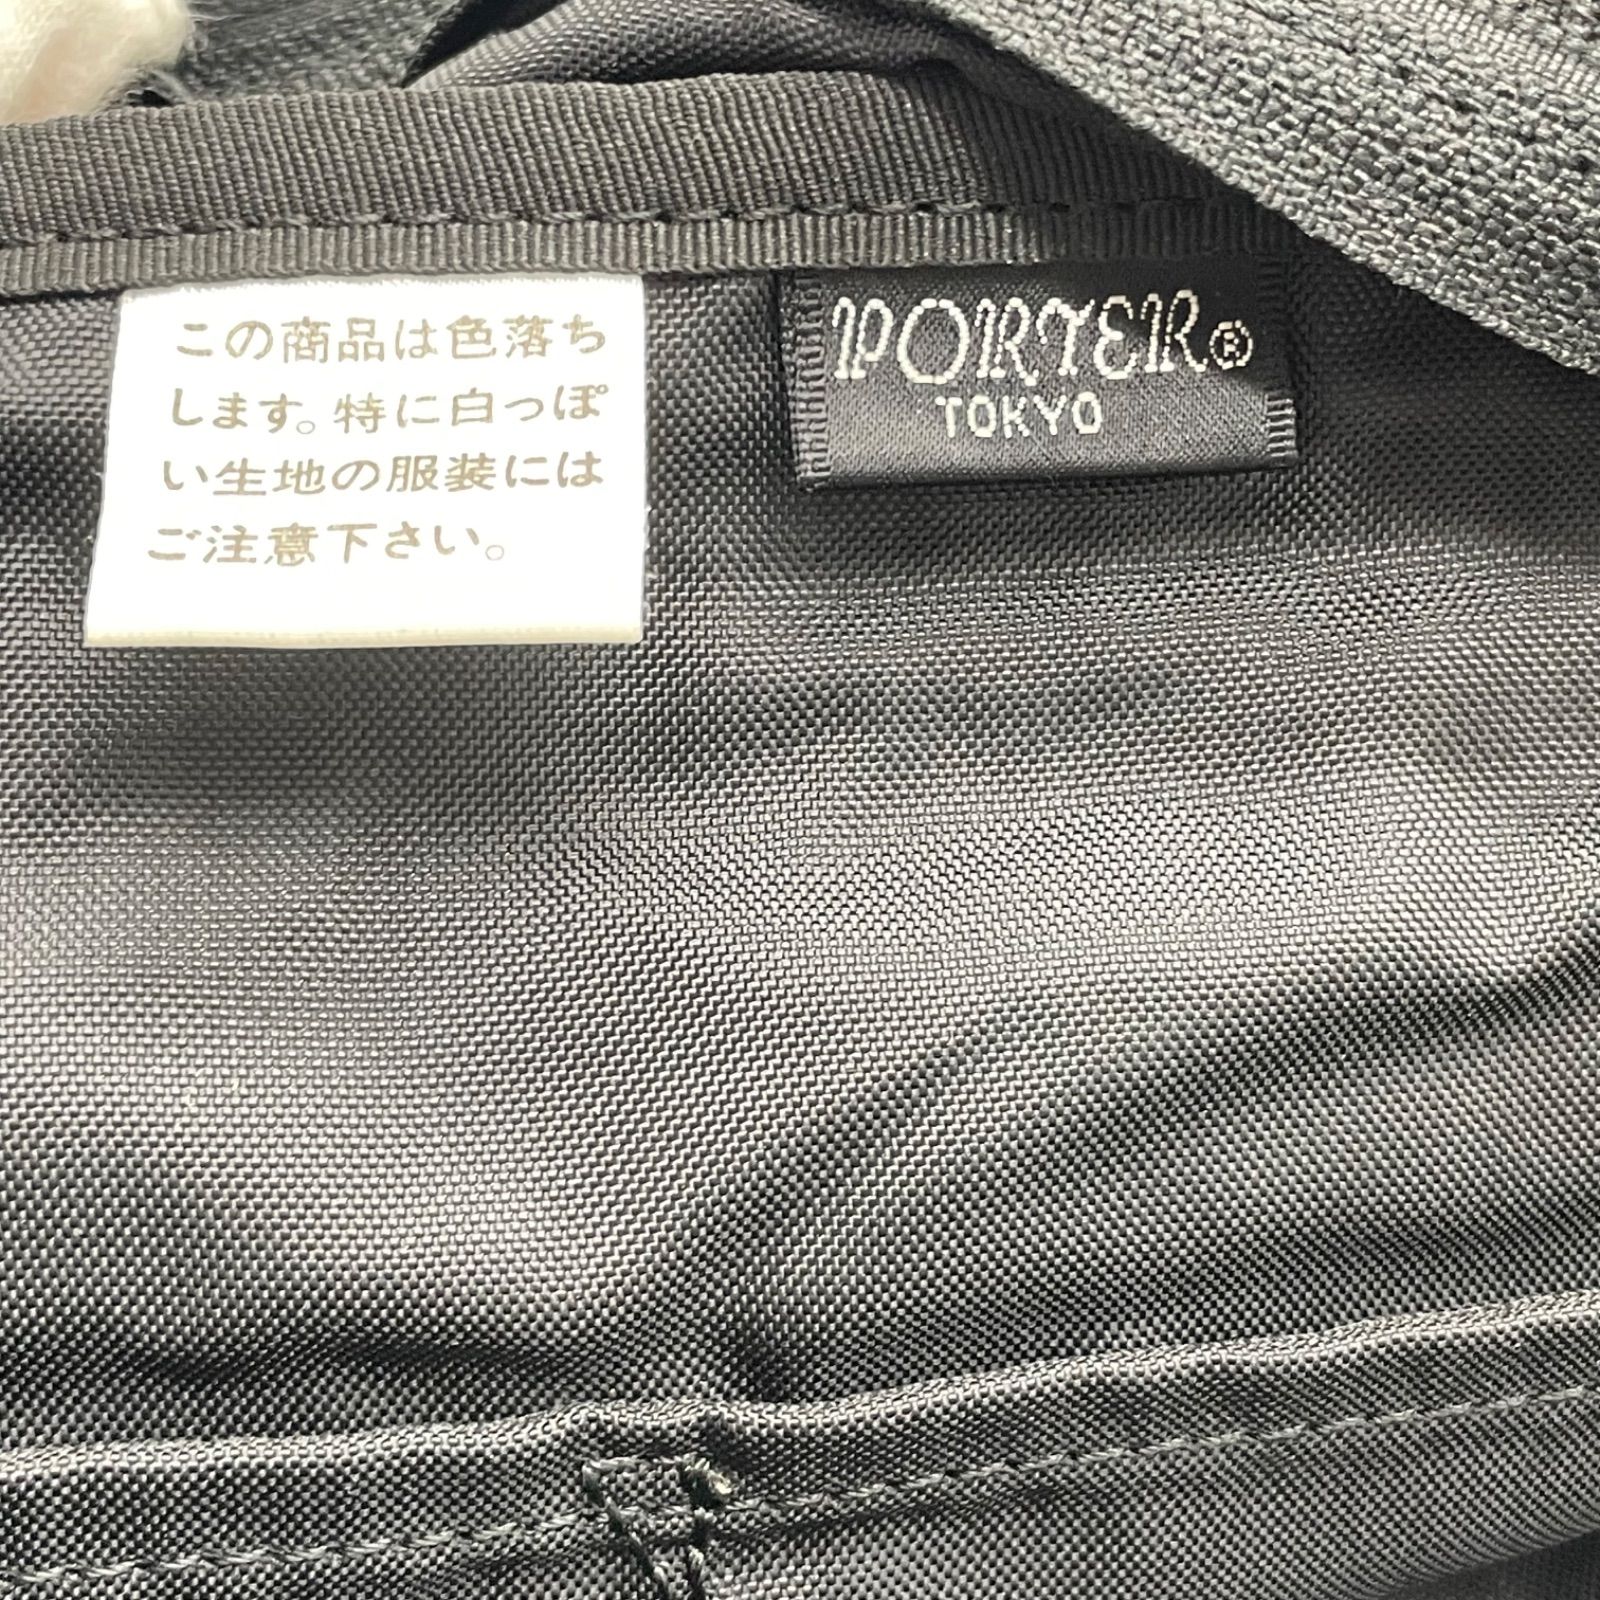 この商品は色落ち
します。特に白っぽ
い生地の服装には
ご注意下さい。
PORTER®
TOKYO